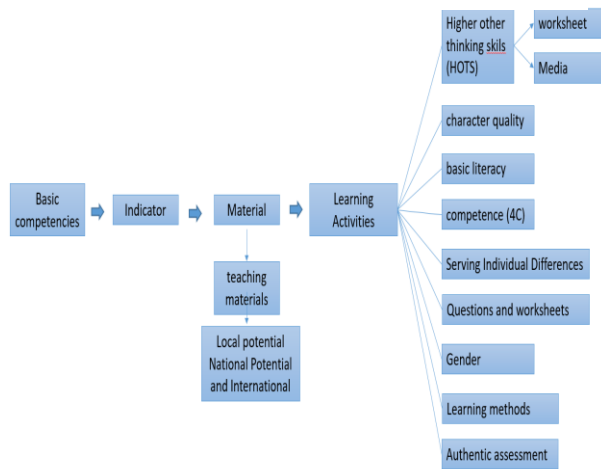 Basic
competencies
Indicator
Material
teaching
materials
Local potential
National Potential
and International
Learning
Activities
Higher other
thinking skils
(HOTS)
worksheet
Media
character quality
basic literacy
competence (4C)
Serving Individual Differences
Questions and worksheets
Gender
Learning methods
Authentic assessment